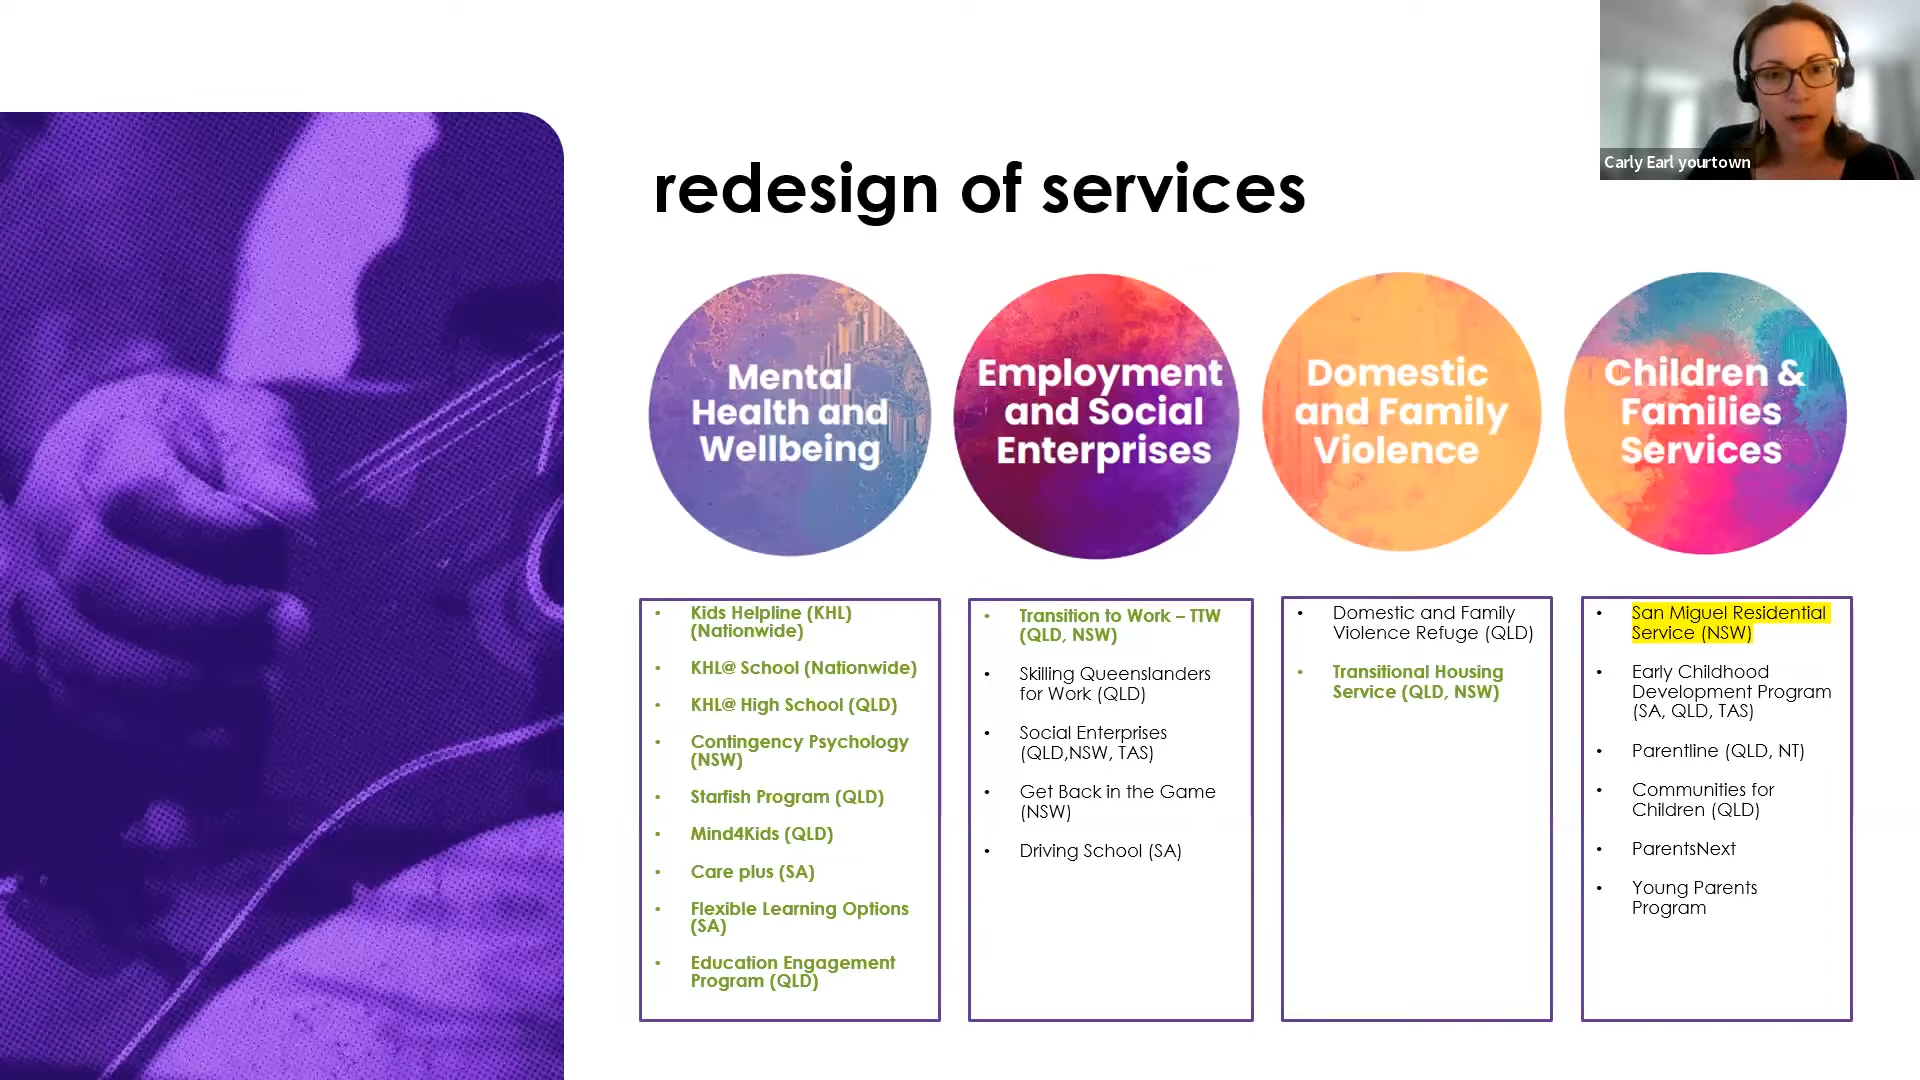 Carly Earl yourtown
redesign of services
Mental
Health and
Wellbeing
Employment
and Social
Enterprises
Domestic
and Family
Violence
Children &
Families
Services
• Kids Helpline (KHL)
(Nationwide)
• KHL@ School (Nationwide)
• KHL@ High School (QLD)
• Contingency Psychology
(NSW)
• Starfish Program (QLD)
• Mind4Kids (QLD)
• Care plus (SA)
• Flexible Learning Options
(SA)
• Education Engagement
Program (QLD)
• Transition to Work – TTW
(QLD, NSW)
• Skilling Queenslanders
for Work (QLD)
• Social Enterprises
(QLD,NSW, TAS)
• Get Back in the Game
(NSW)
• Driving School (SA)
• Domestic and Family
Violence Refuge (QLD)
• Transitional Housing
Service (QLD, NSW)
• San Miguel Residential
Service (NSW)
• Early Childhood
Development Program
(SA, QLD, TAS)
• Parentline (QLD, NT)
• Communities for
Children (QLD)
• ParentsNext
• Young Parents
Program